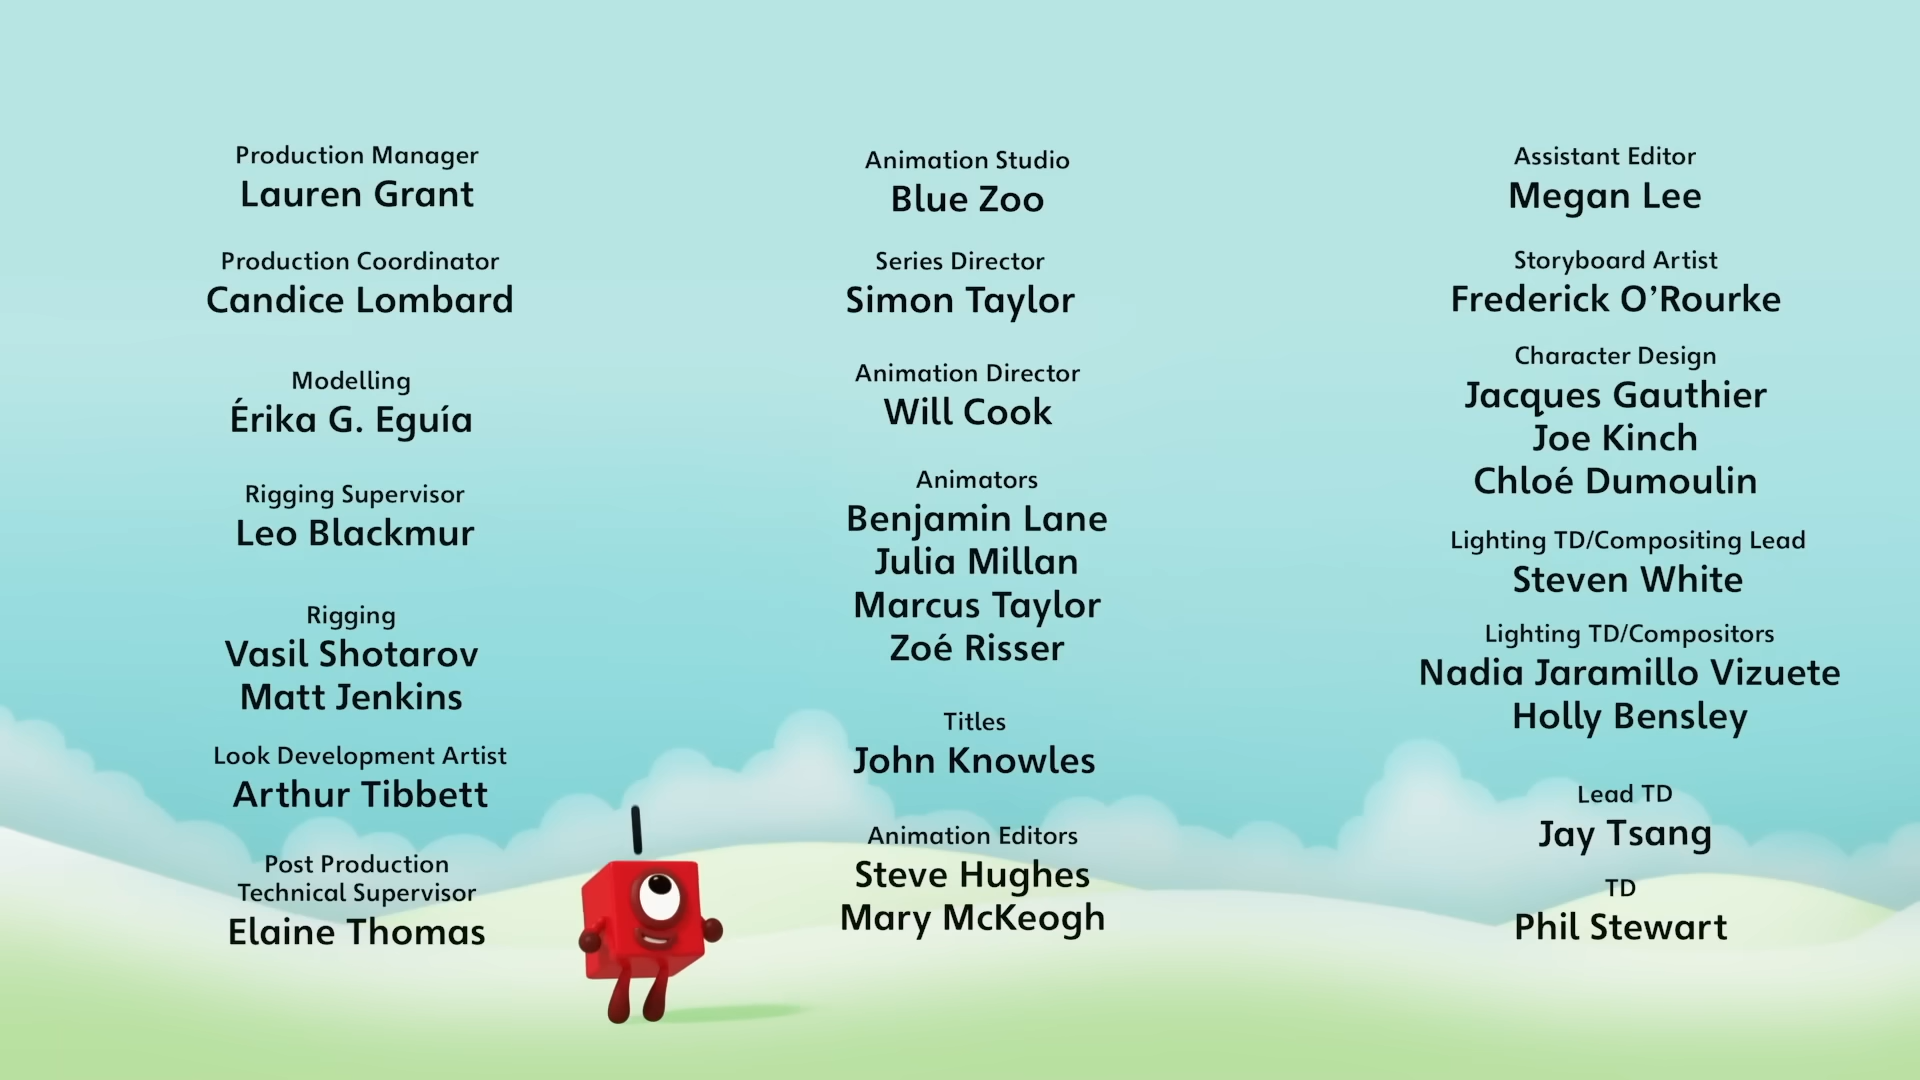 Production Manager
Lauren Grant
Production Coordinator
Candice Lombard
Modelling
Érika G. Eguía
Rigging Supervisor
Leo Blackmur
Rigging
Vasil Shotarov
Matt Jenkins
Look Development Artist
Arthur Tibbett
Post Production
Technical Supervisor
Elaine Thomas
Animation Studio
Blue Zoo
Series Director
Simon Taylor
Animation Director
Will Cook
Animators
Benjamin Lane
Julia Millan
Marcus Taylor
Zoé Risser
Titles
John Knowles
Animation Editors
Steve Hughes
Mary McKeogh
Assistant Editor
Megan Lee
Storyboard Artist
Frederick O’Rourke
Character Design
Jacques Gauthier
Joe Kinch
Chloé Dumoulin
Lighting TD/Compositing Lead
Steven White
Lighting TD/Compositors
Nadia Jaramillo Vizuete
Holly Bensley
Lead TD
Jay Tsang
TD
Phil Stewart